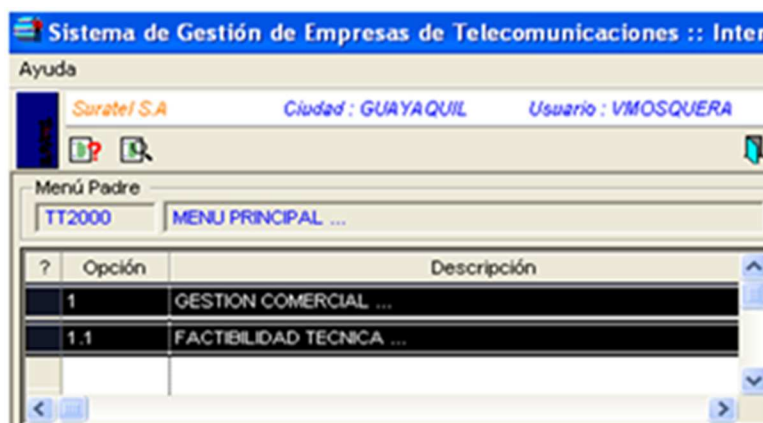 Sistema de Gestión de Empresas de Telecomunicaciones :: Inter
Ayuda
Suratel S.A Ciudad : GUAYAQUIL Usuario : VMOSQUERA
Menú Padre
TT2000 MENU PRINCIPAL ...
? Opción Descripción
1 GESTION COMERCIAL ...
1.1 FACTIBILIDAD TECNICA ...